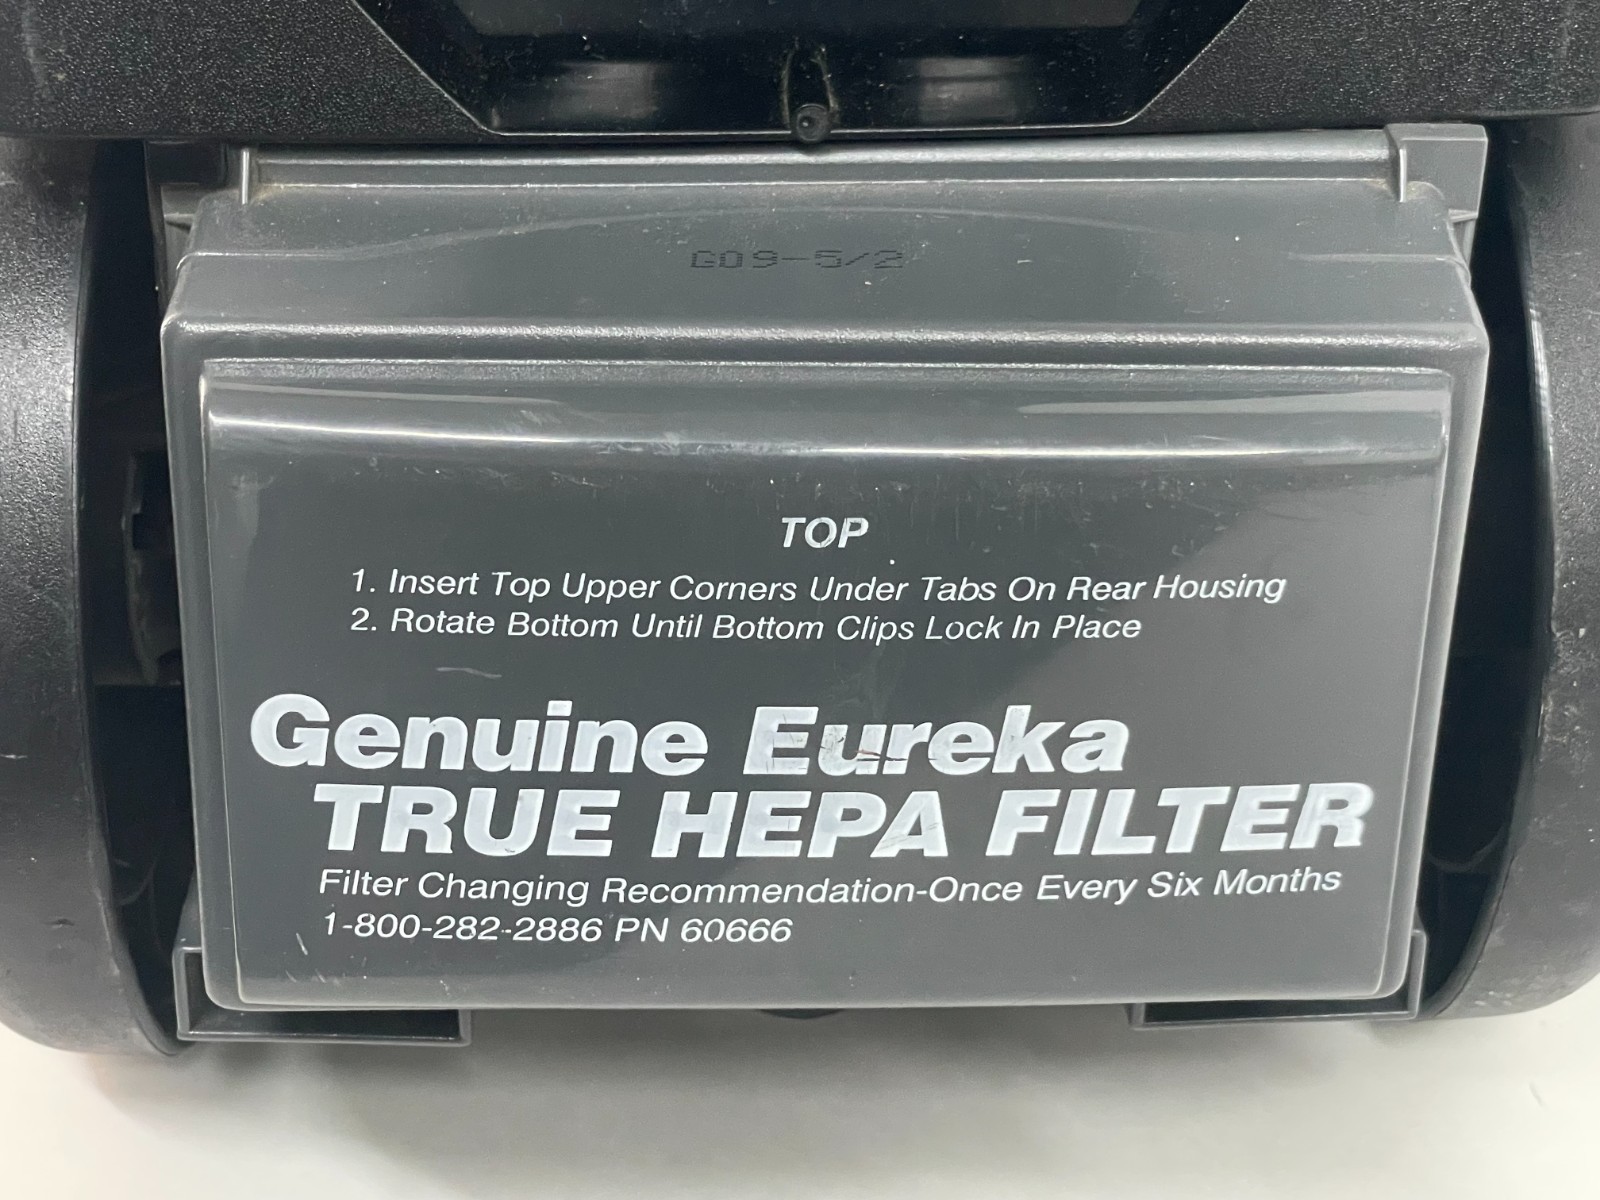 G09-5/2
TOP
1. Insert Top Upper Corners Under Tabs On Rear Housing
2. Rotate Bottom Until Bottom Clips Lock In Place
Genuine Eureka
TRUE HEPA FILTER
Filter Changing Recommendation-Once Every Six Months
1-800-282-2886 PN 60666